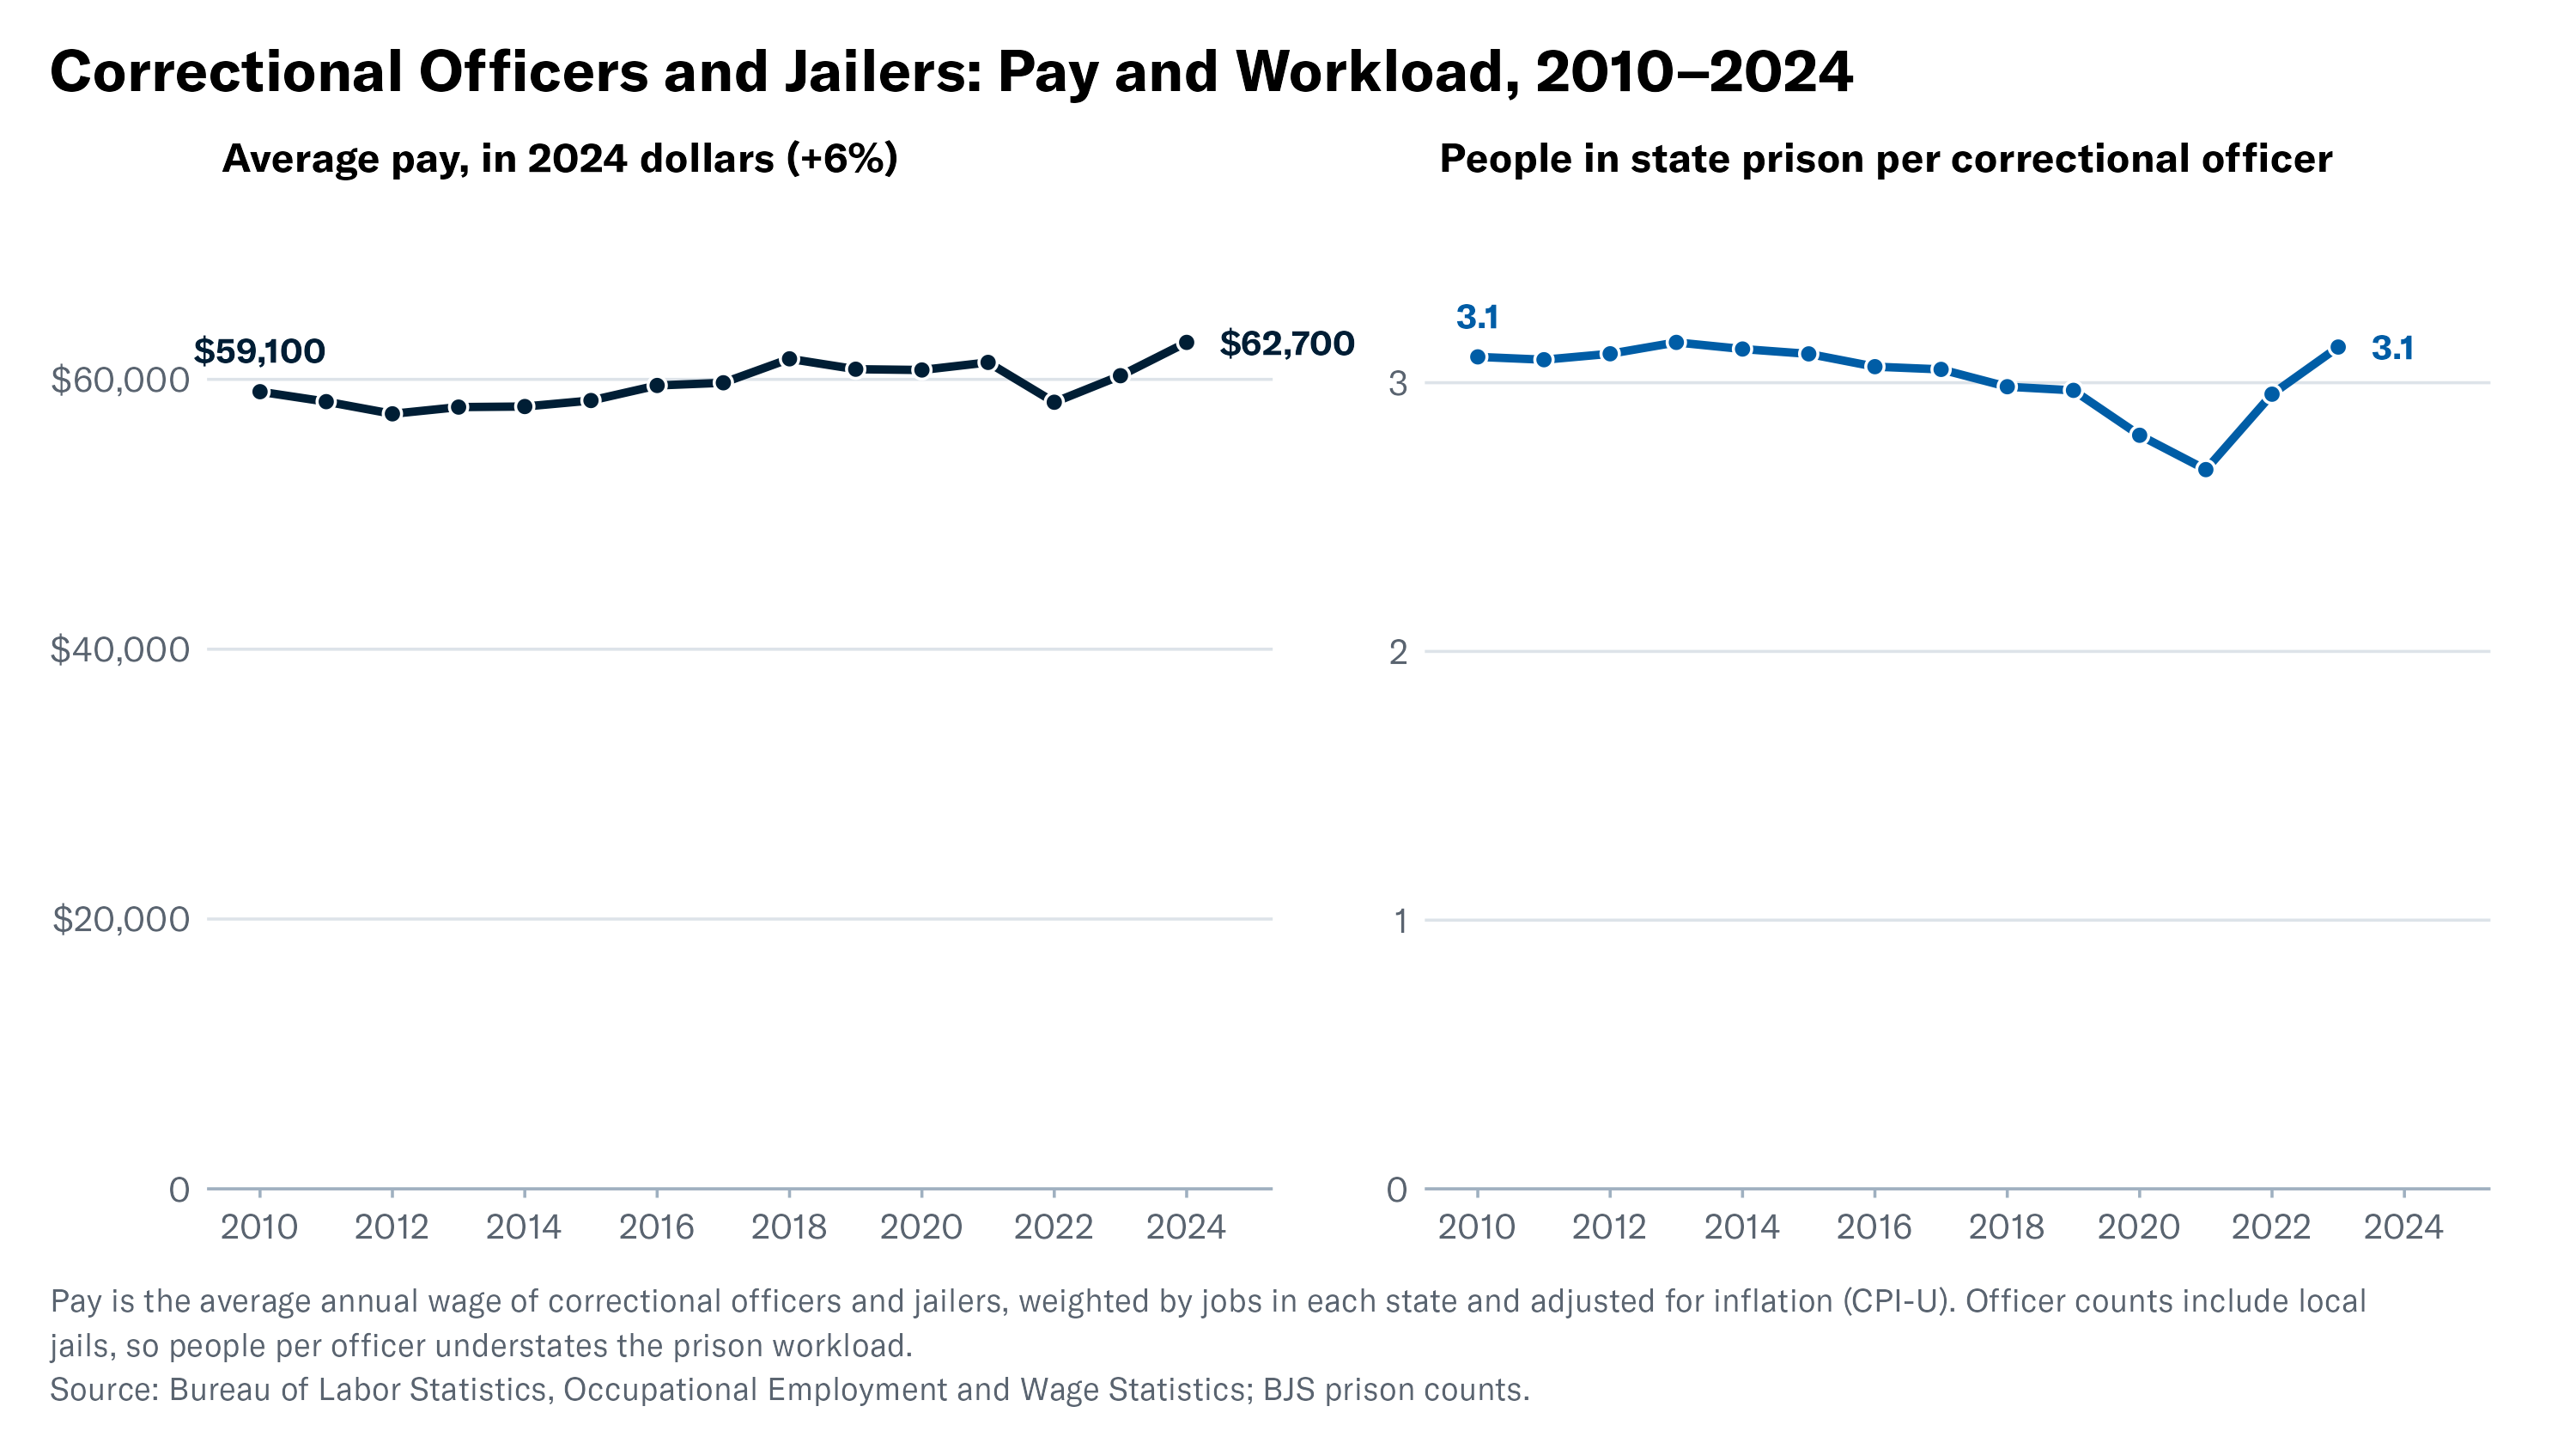 Correctional Officers and Jailers: Pay and Workload, 2010–2024
Average pay, in 2024 dollars (+6%)
$59,100
$62,700
$60,000
$40,000
$20,000
0
2010 2012 2014 2016 2018 2020 2022 2024
People in state prison per correctional officer
3.1
3.1
3
2
1
0
2010 2012 2014 2016 2018 2020 2022 2024
Pay is the average annual wage of correctional officers and jailers, weighted by jobs in each state and adjusted for inflation (CPI-U). Officer counts include local
jails, so people per officer understates the prison workload.
Source: Bureau of Labor Statistics, Occupational Employment and Wage Statistics; BJS prison counts.